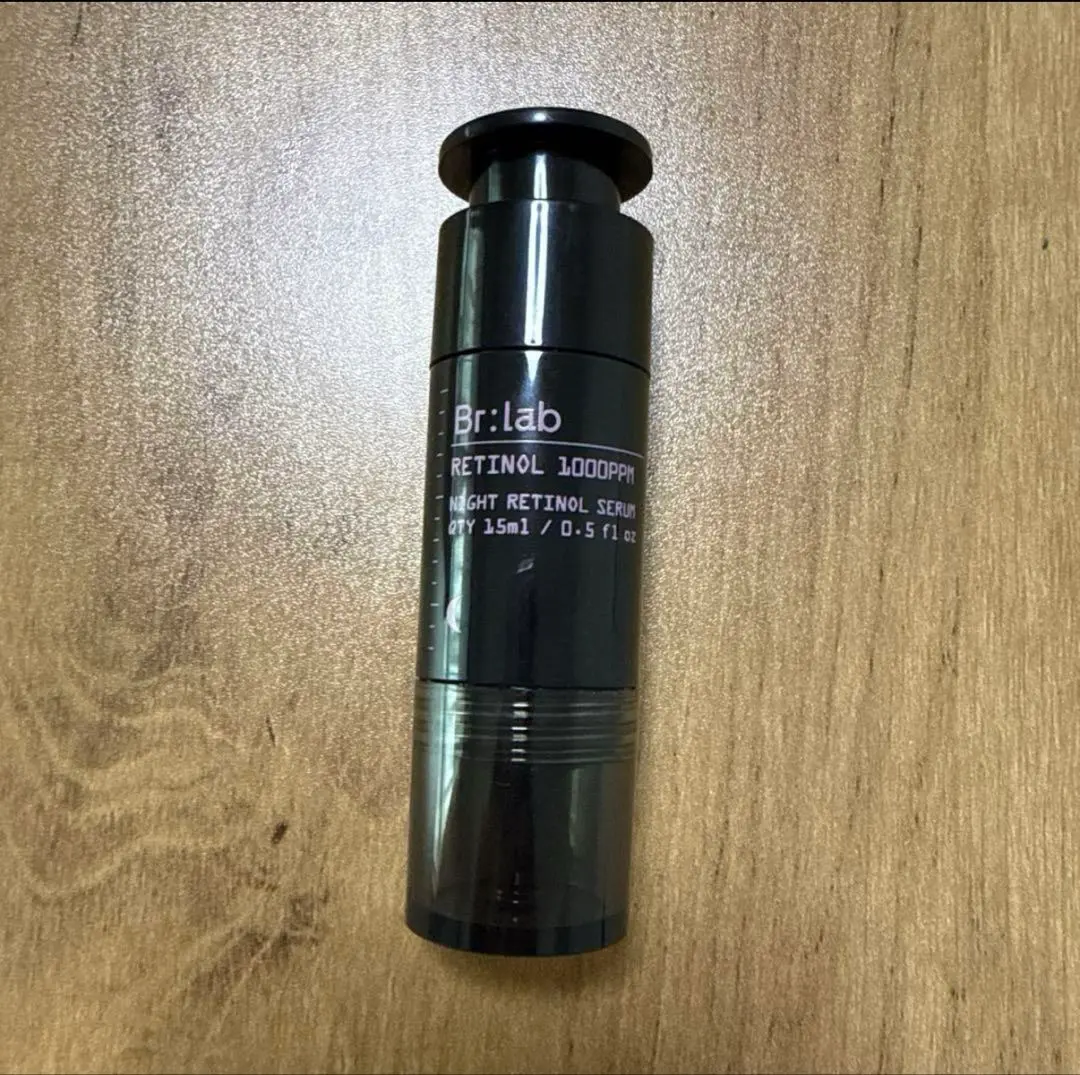 Br:lab
RETINOL 1000PPM
NIGHT RETINOL SERUM
QTY 15ml / 0.5 fl oz